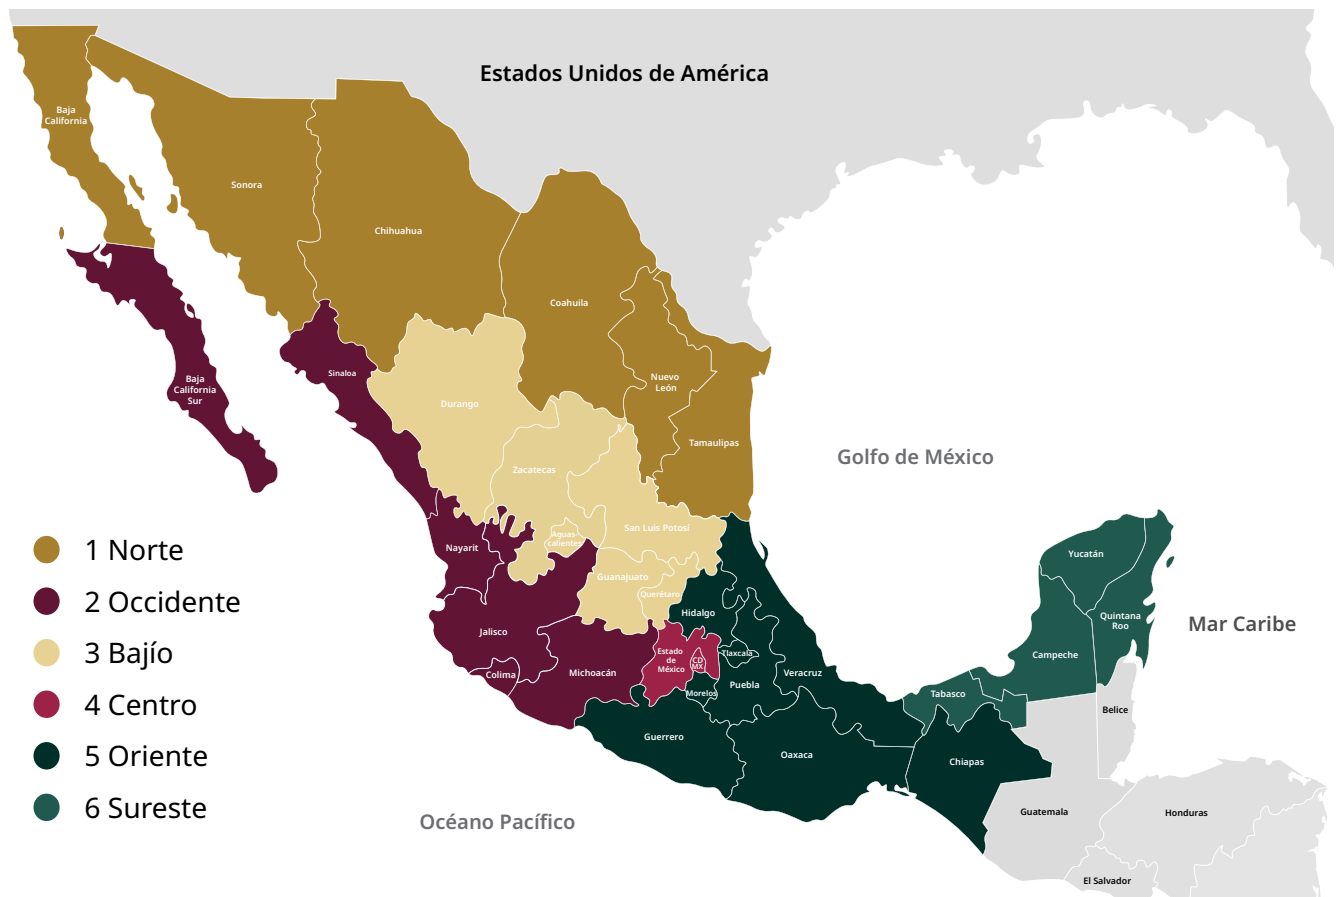 Estados Unidos de América
Baja
California
Sonora
Chihuahua
Coahuila
Nuevo
León
Tamaulipas
Baja
California
Sur
Sinaloa
Durango
Zacatecas
San Luis Potosí
Aguas-
calientes
Nayarit
Guanajuato
Querétaro
Hidalgo
Jalisco
Colima
Michoacán
Estado
de
México
CD
MX
Tlaxcala
Morelos
Puebla
Veracruz
Guerrero
Oaxaca
Tabasco
Chiapas
Campeche
Yucatán
Quintana
Roo
Belice
Guatemala
Honduras
El Salvador
Golfo de México
Mar Caribe
Océano Pacífico
1 Norte
2 Occidente
3 Bajío
4 Centro
5 Oriente
6 Sureste